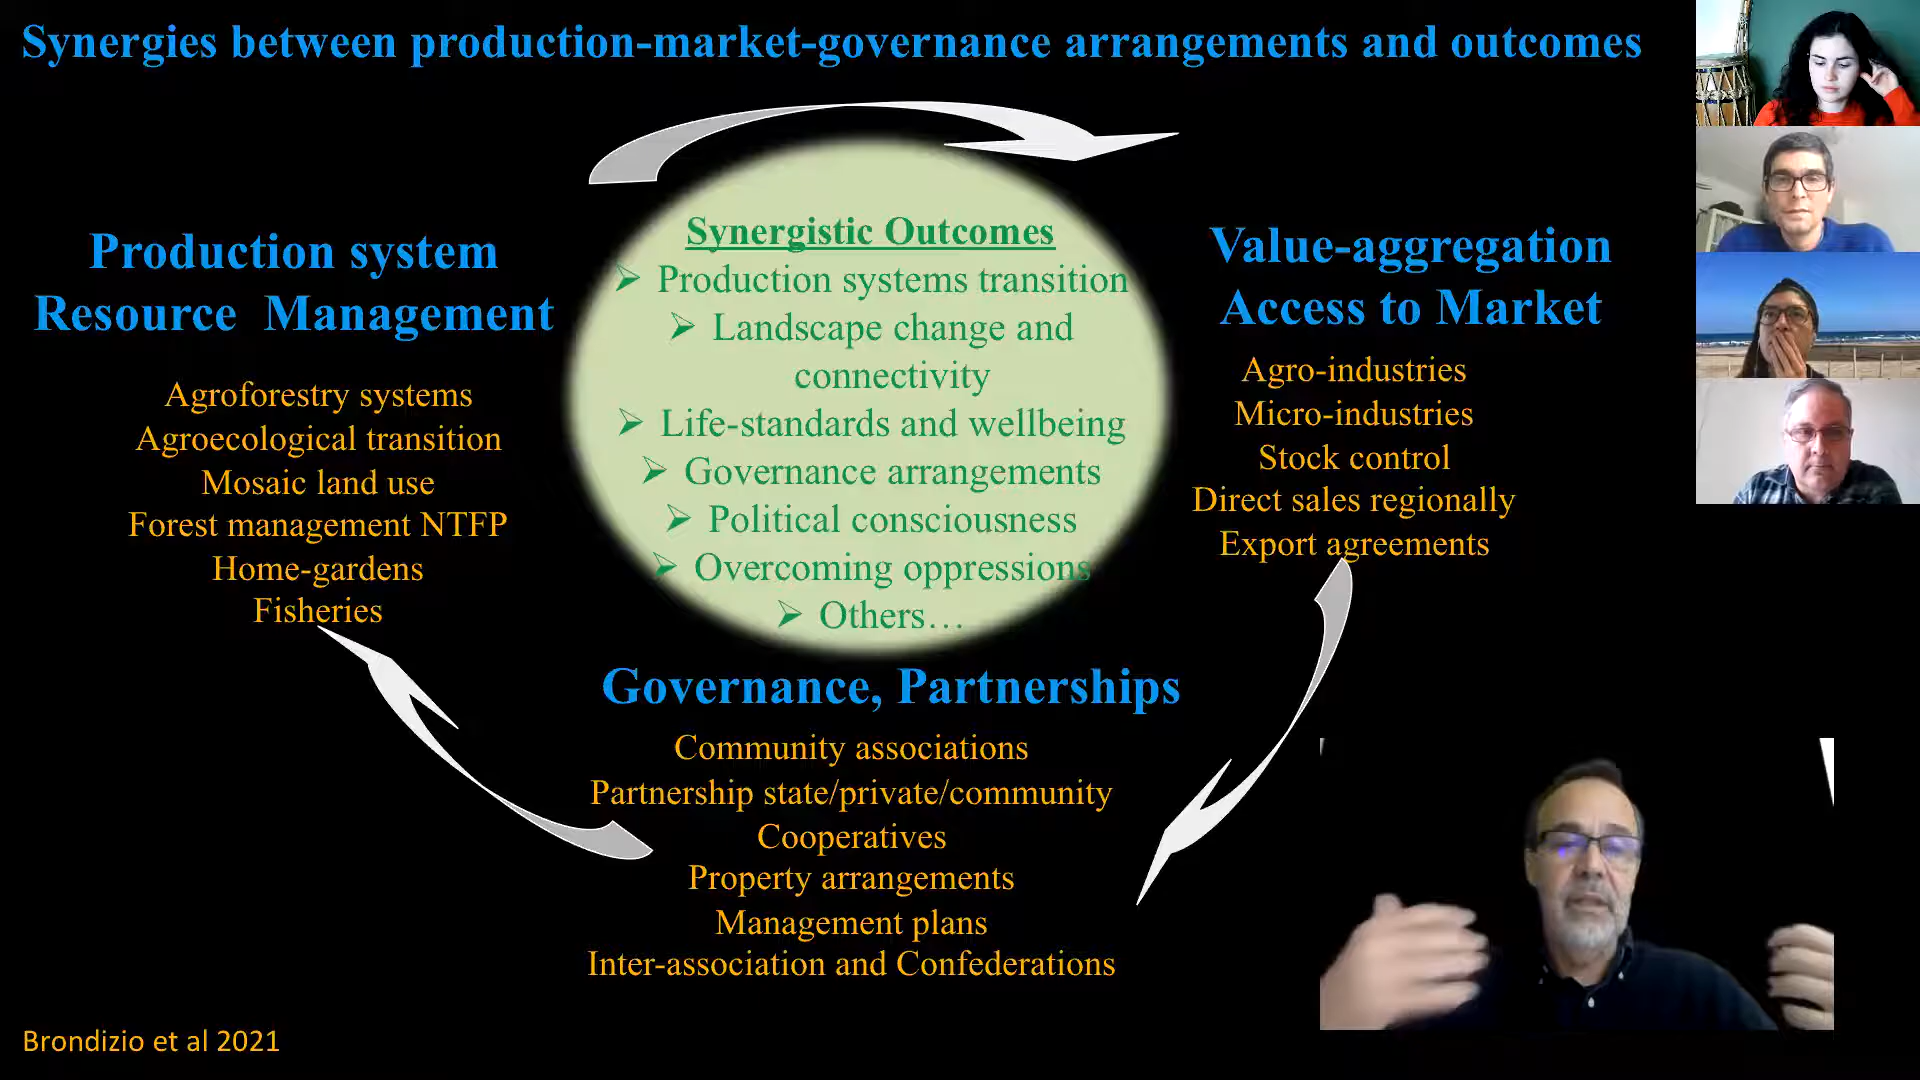 Synergies between production-market-governance arrangements and outcomes
Production system
Resource Management
Agroforestry systems
Agroecological transition
Mosaic land use
Forest management NTFP
Home-gardens
Fisheries
Synergistic Outcomes
➢ Production systems transition
➢ Landscape change and
connectivity
➢ Life-standards and wellbeing
➢ Governance arrangements
➢ Political consciousness
➢ Overcoming oppressions
➢ Others…
Value-aggregation
Access to Market
Agro-industries
Micro-industries
Stock control
Direct sales regionally
Export agreements
Governance, Partnerships
Community associations
Partnership state/private/community
Cooperatives
Property arrangements
Management plans
Inter-association and Confederations
Brondizio et al 2021